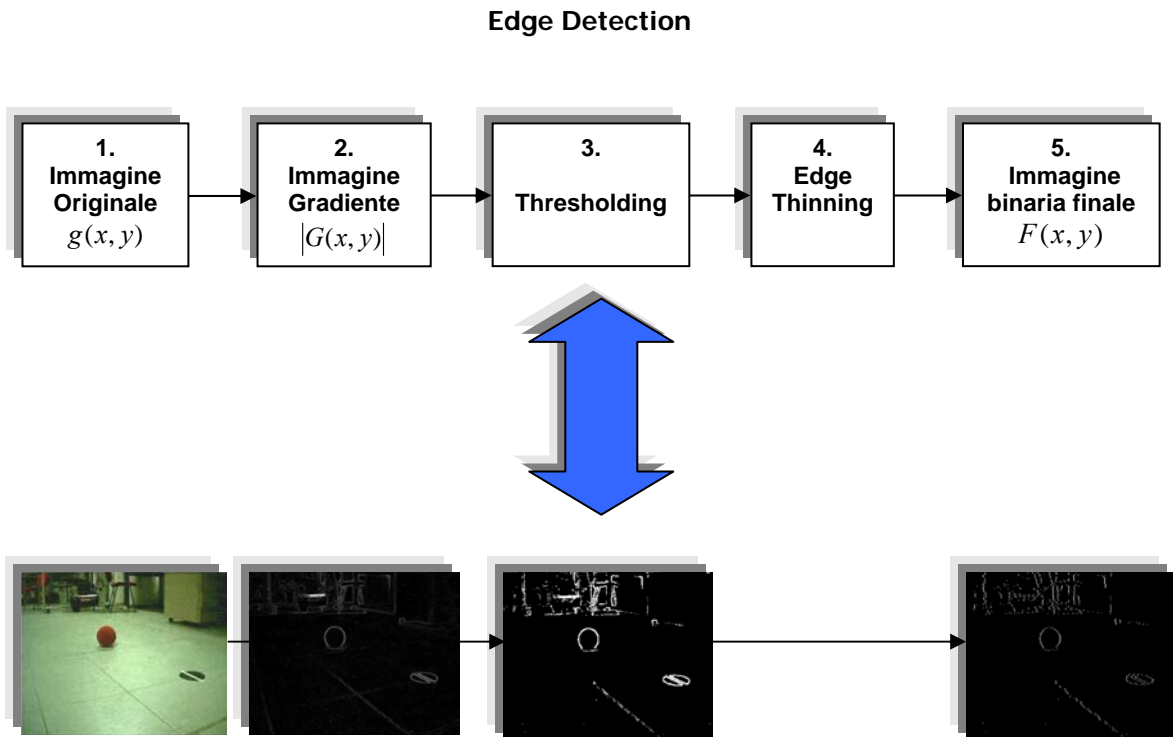 Edge Detection
1.
Immagine
Originale
g(x, y)
2.
Immagine
Gradiente
|G(x, y)|
3.
Thresholding
4.
Edge
Thinning
5.
Immagine
binaria finale
F(x, y)